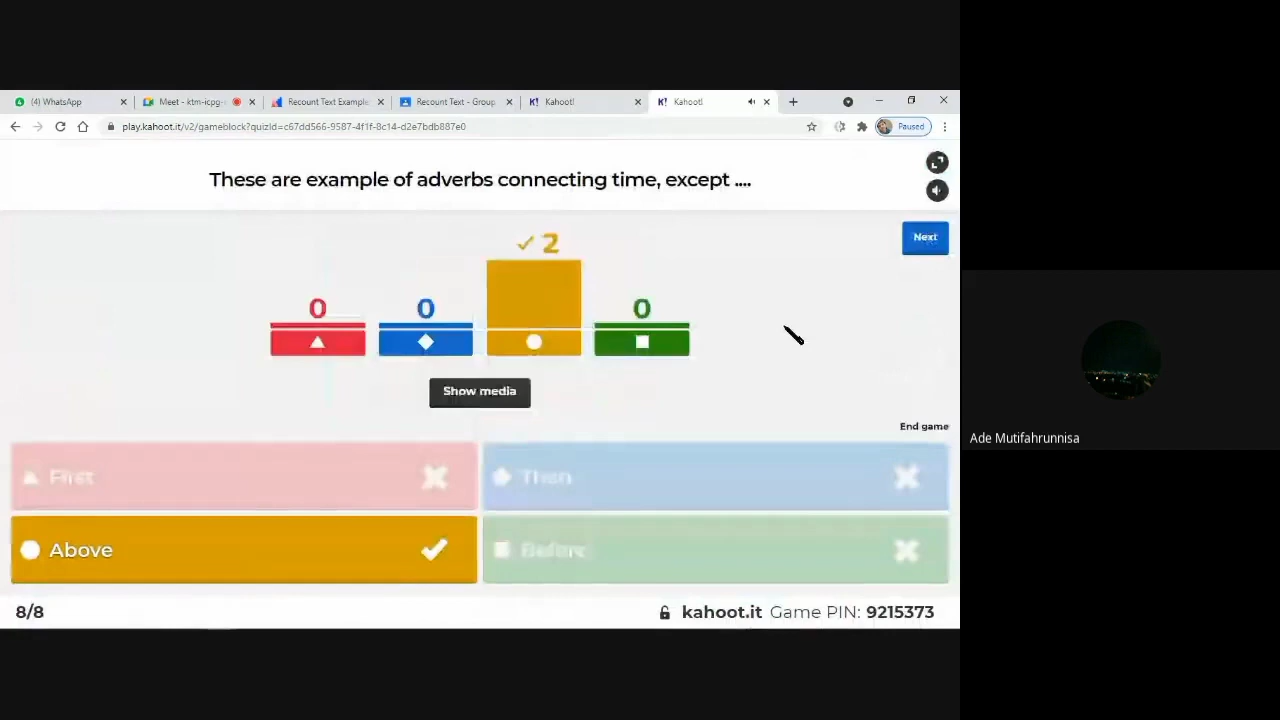 (4) WhatsApp
Meet - ktm-icpg-
Recount Text Example
Recount Text - Group
Kahoot!
Kahoot!
play.kahoot.it/v2/gameblock?quizId=c67dd566-9587-4f1f-8c14-d2e7bdb887e0
Paused
These are example of adverbs connecting time, except ....
Next
2
0
0
0
Show media
End game
First
Then
Above
Before
8/8
kahoot.it Game PIN: 9215373
Ade Mutifahrunnisa